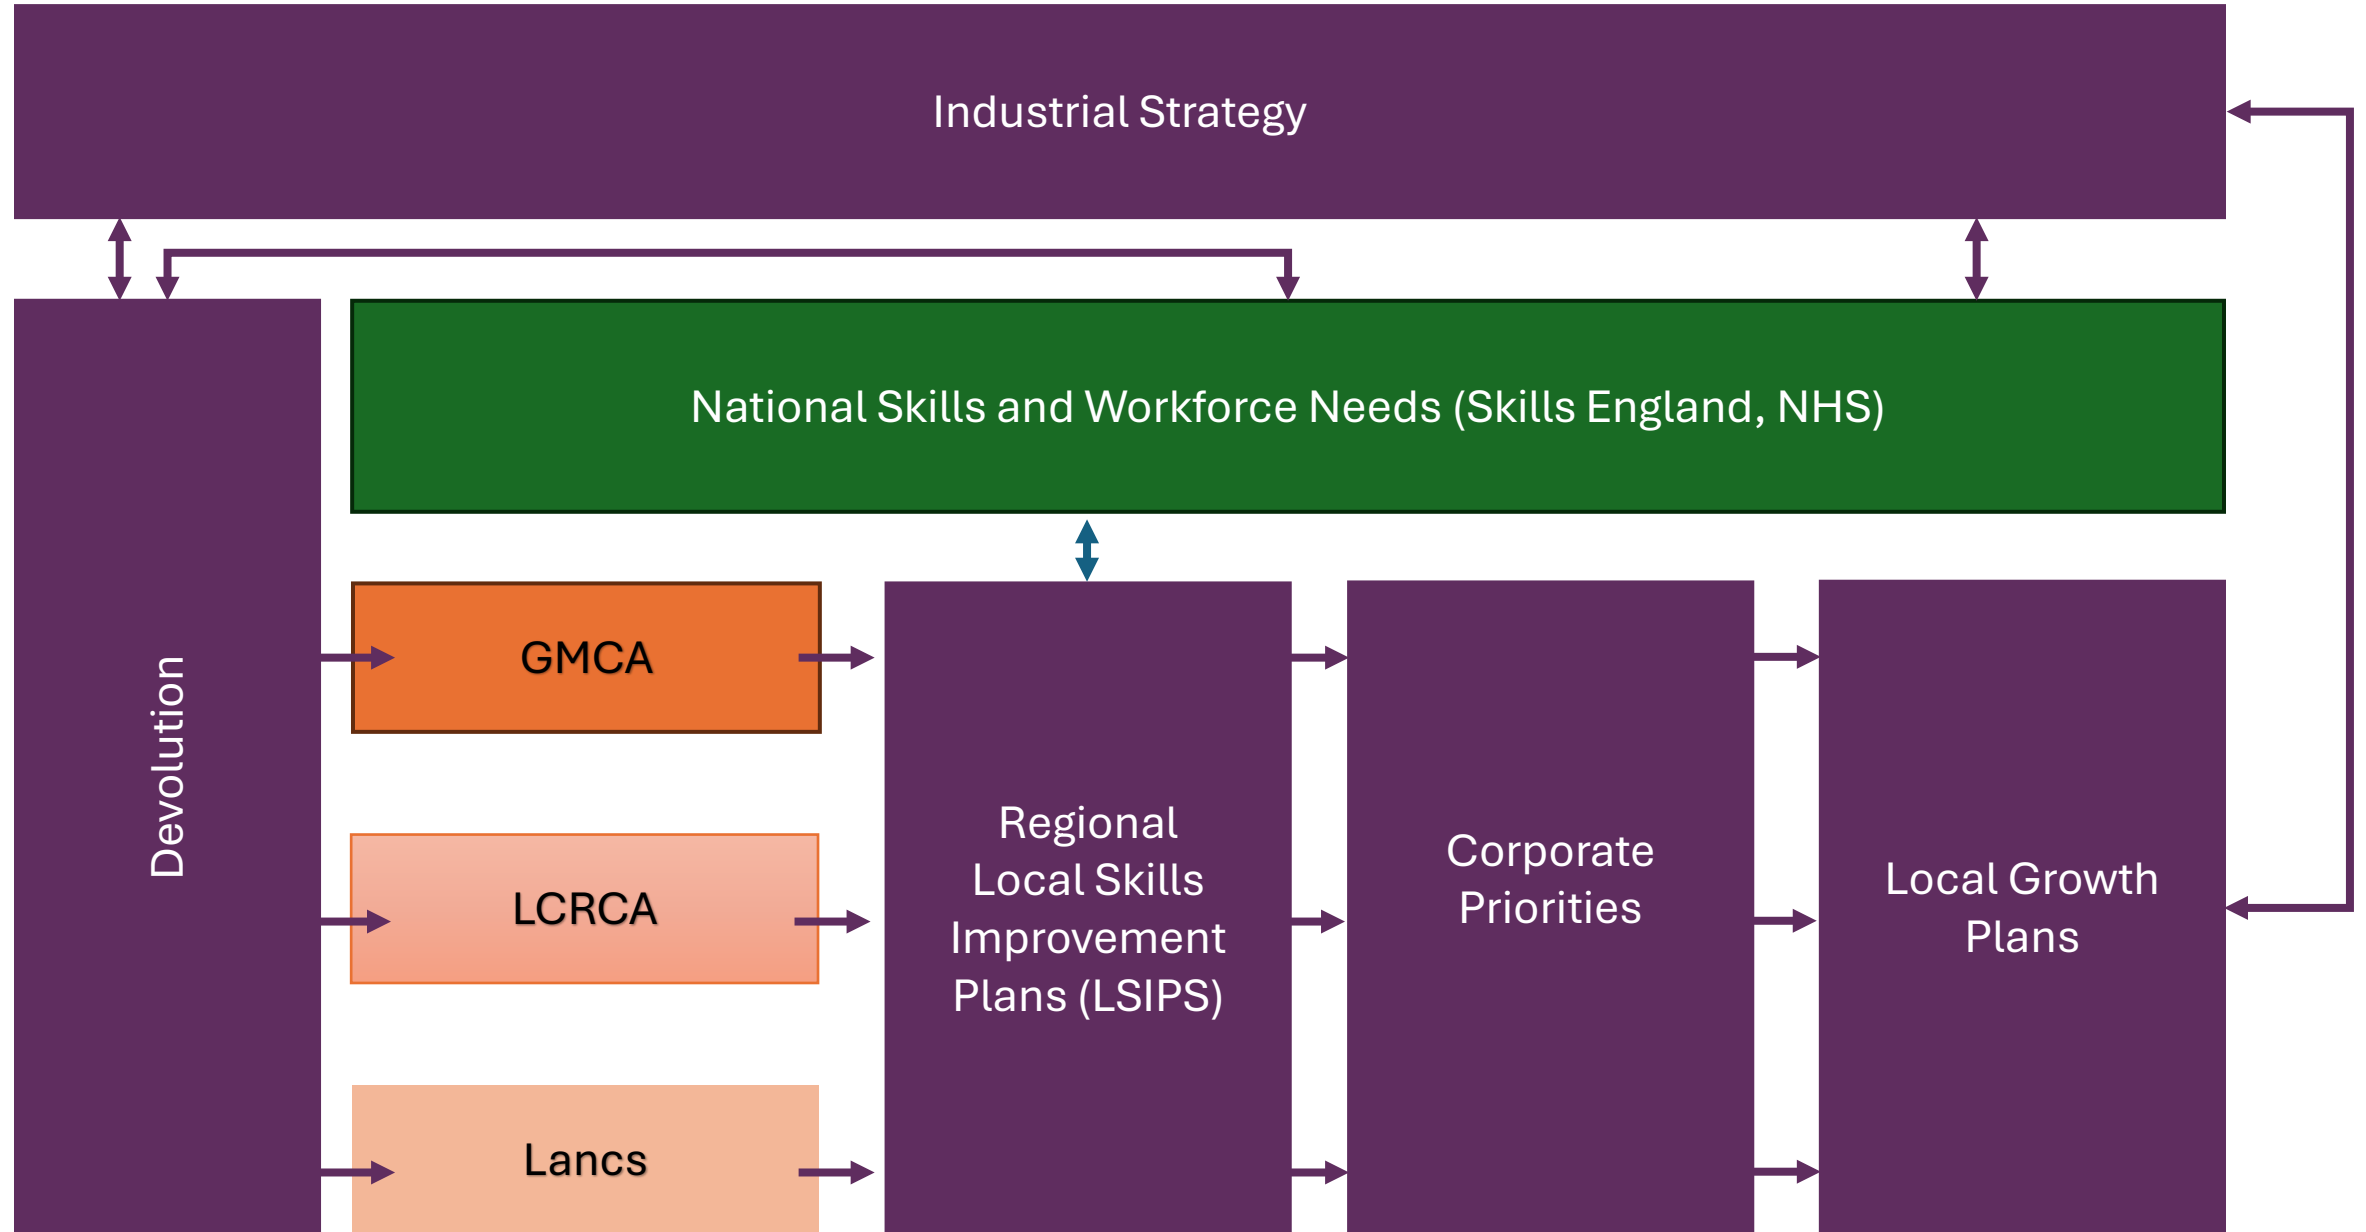 Industrial Strategy
National Skills and Workforce Needs (Skills England, NHS)
Devolution
GMCA
LCRCA
Lancs
Regional
Local Skills
Improvement
Plans (LSIPS)
Corporate
Priorities
Local Growth
Plans